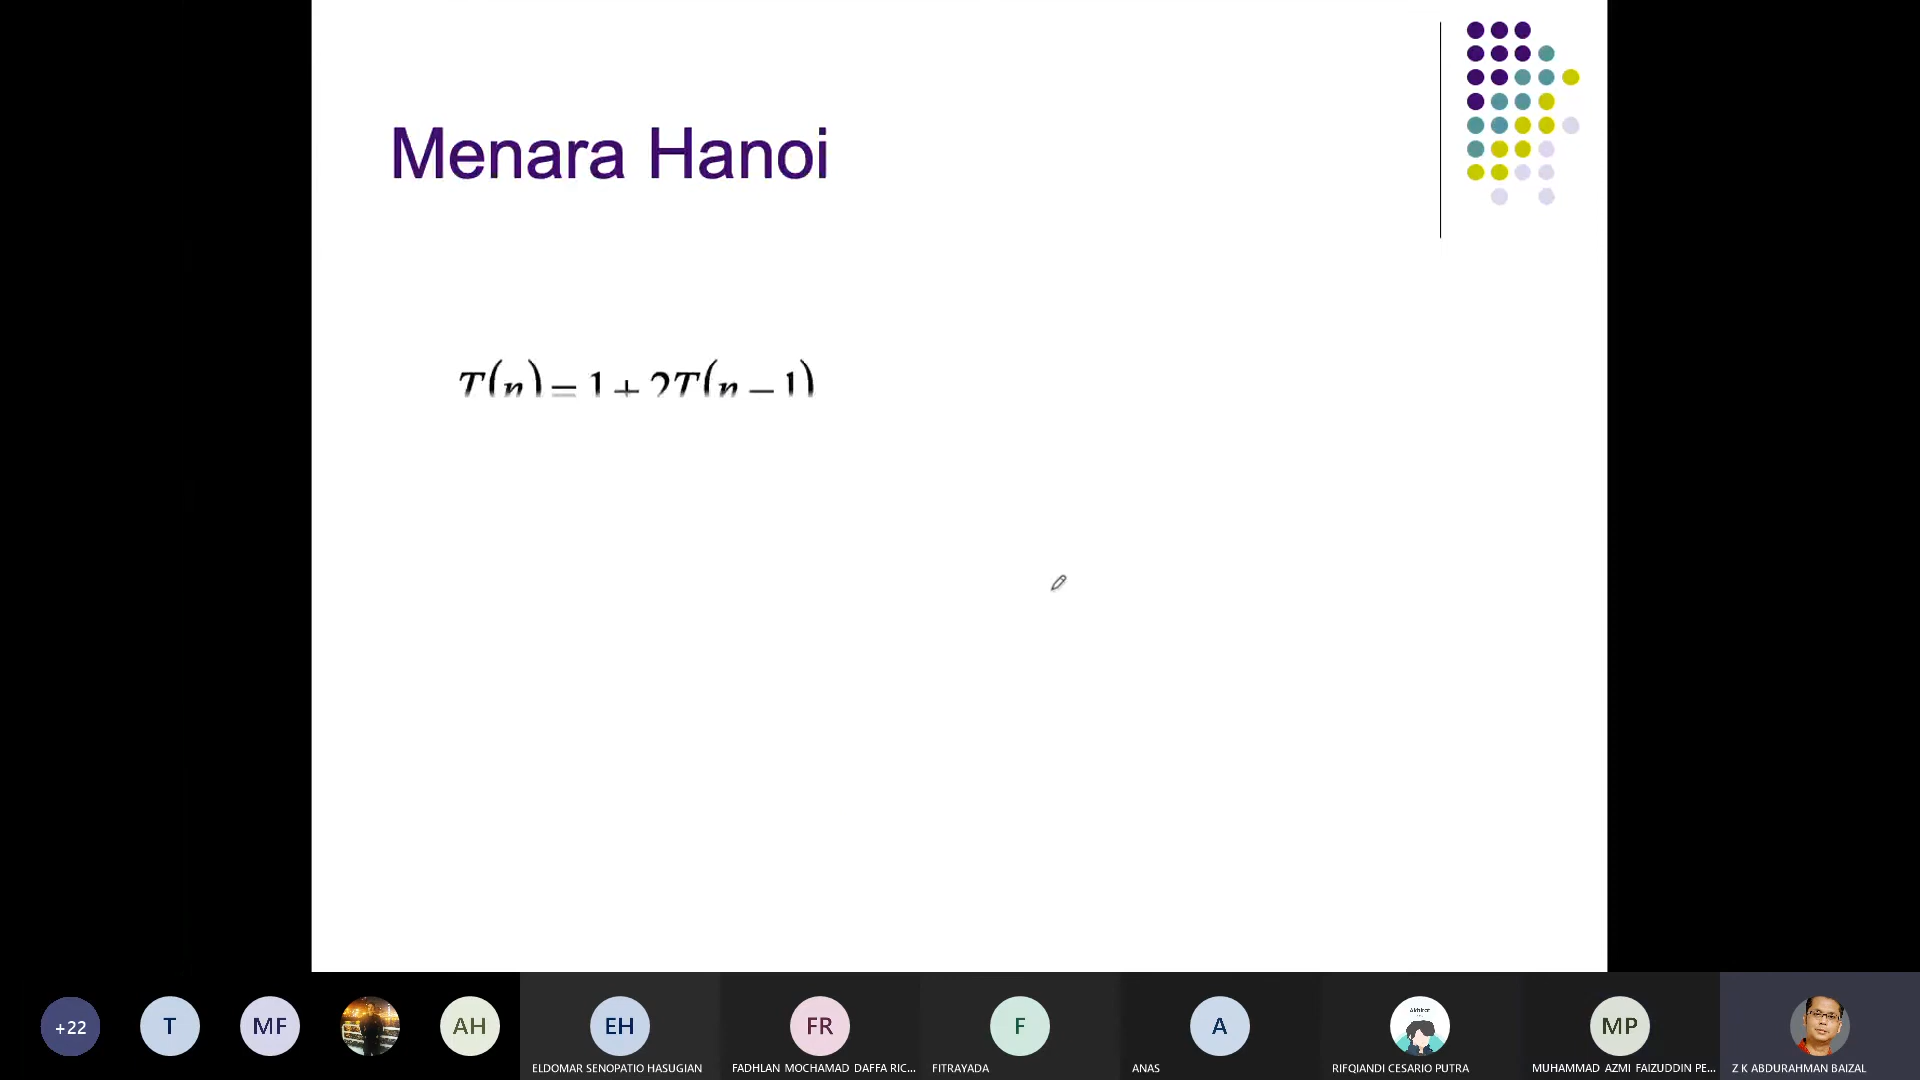 Menara Hanoi
T(n) = 1 + 2T(n − 1)
+22
T
MF
AH
EH
FR
F
A
MP
ELDOMAR SENOPATIO HASUGIAN
FADHLAN MOCHAMAD DAFFA RIC...
FITRAYADA
ANAS
RIFQIANDI CESARIO PUTRA
MUHAMMAD AZMI FAIZUDDIN PE...
Z K ABDURAHMAN BAIZAL